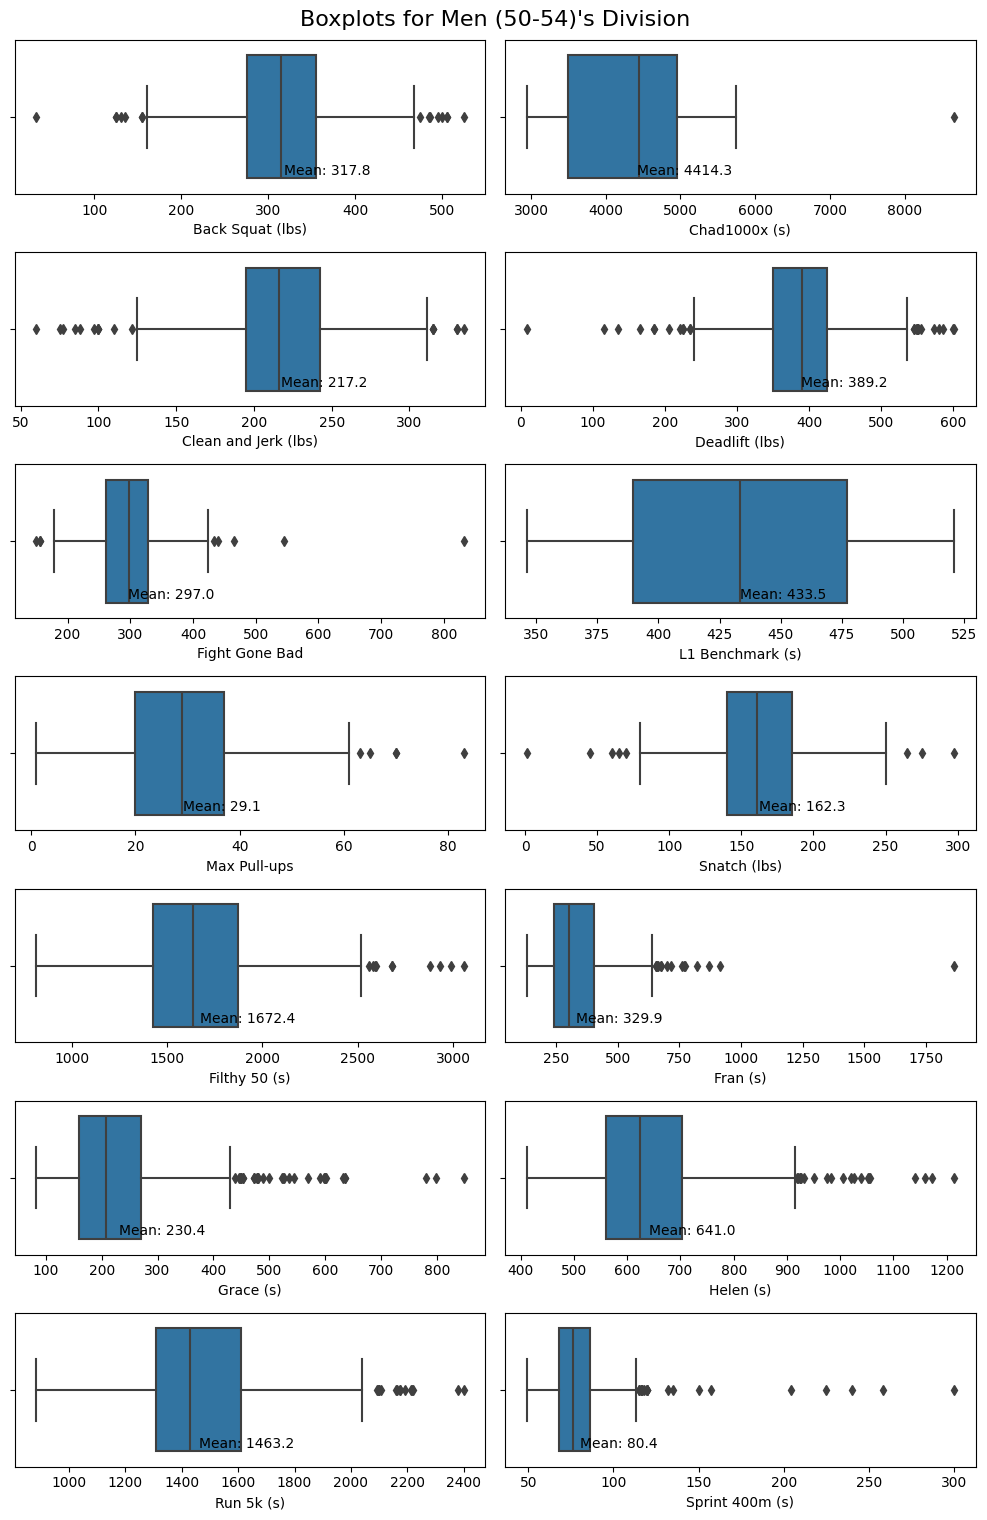 Boxplots for Men (50-54)'s Division
Mean: 317.8
100 200 300 400 500
Back Squat (lbs)
Mean: 4414.3
3000 4000 5000 6000 7000 8000
Chad1000x (s)
Mean: 217.2
50 100 150 200 250 300
Clean and Jerk (lbs)
Mean: 389.2
0 100 200 300 400 500 600
Deadlift (lbs)
Mean: 297.0
200 300 400 500 600 700 800
Fight Gone Bad
Mean: 433.5
350 375 400 425 450 475 500 525
L1 Benchmark (s)
Mean: 29.1
0 20 40 60 80
Max Pull-ups
Mean: 162.3
0 50 100 150 200 250 300
Snatch (lbs)
Mean: 1672.4
1000 1500 2000 2500 3000
Filthy 50 (s)
Mean: 329.9
250 500 750 1000 1250 1500 1750
Fran (s)
Mean: 230.4
100 200 300 400 500 600 700 800
Grace (s)
Mean: 641.0
400 500 600 700 800 900 1000 1100 1200
Helen (s)
Mean: 1463.2
1000 1200 1400 1600 1800 2000 2200 2400
Run 5k (s)
Mean: 80.4
50 100 150 200 250 300
Sprint 400m (s)